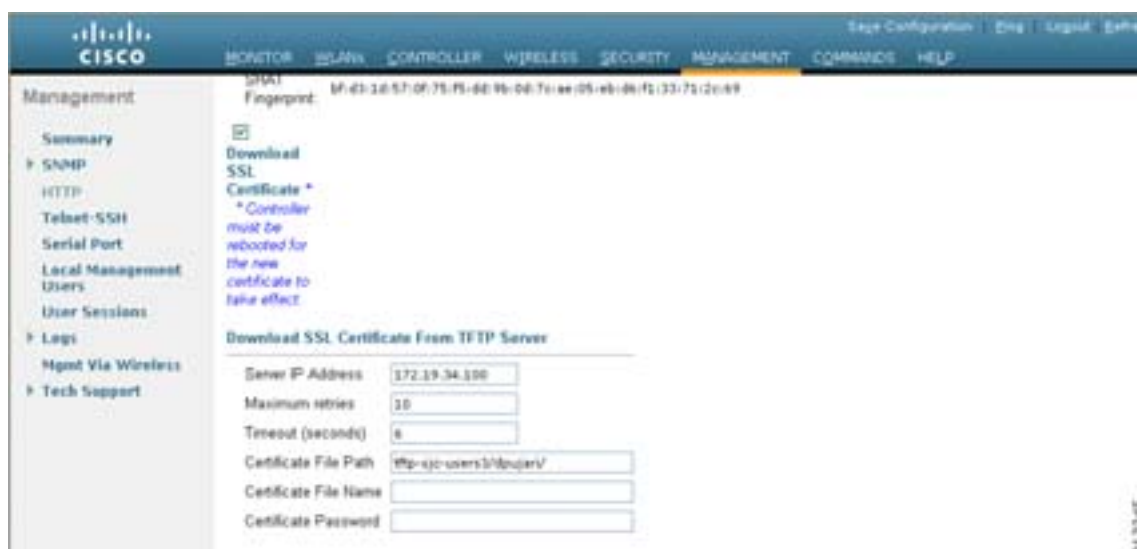 Save Configuration Ping Logout Refre
CISCO
MONITOR WLANs CONTROLLER WIRELESS SECURITY MANAGEMENT COMMANDS HELP
Management
Summary
SNMP
HTTP
Telnet-SSH
Serial Port
Local Management
Users
User Sessions
Logs
Mgmt Via Wireless
Tech Support
SHA1
Fingerprint:
Download
SSL
Certificate *
* Controller
must be
rebooted for
the new
certificate to
take effect.
Download SSL Certificate From TFTP Server
Server IP Address 172.19.34.100
Maximum retries 10
Timeout (seconds) 6
Certificate File Path
Certificate File Name
Certificate Password